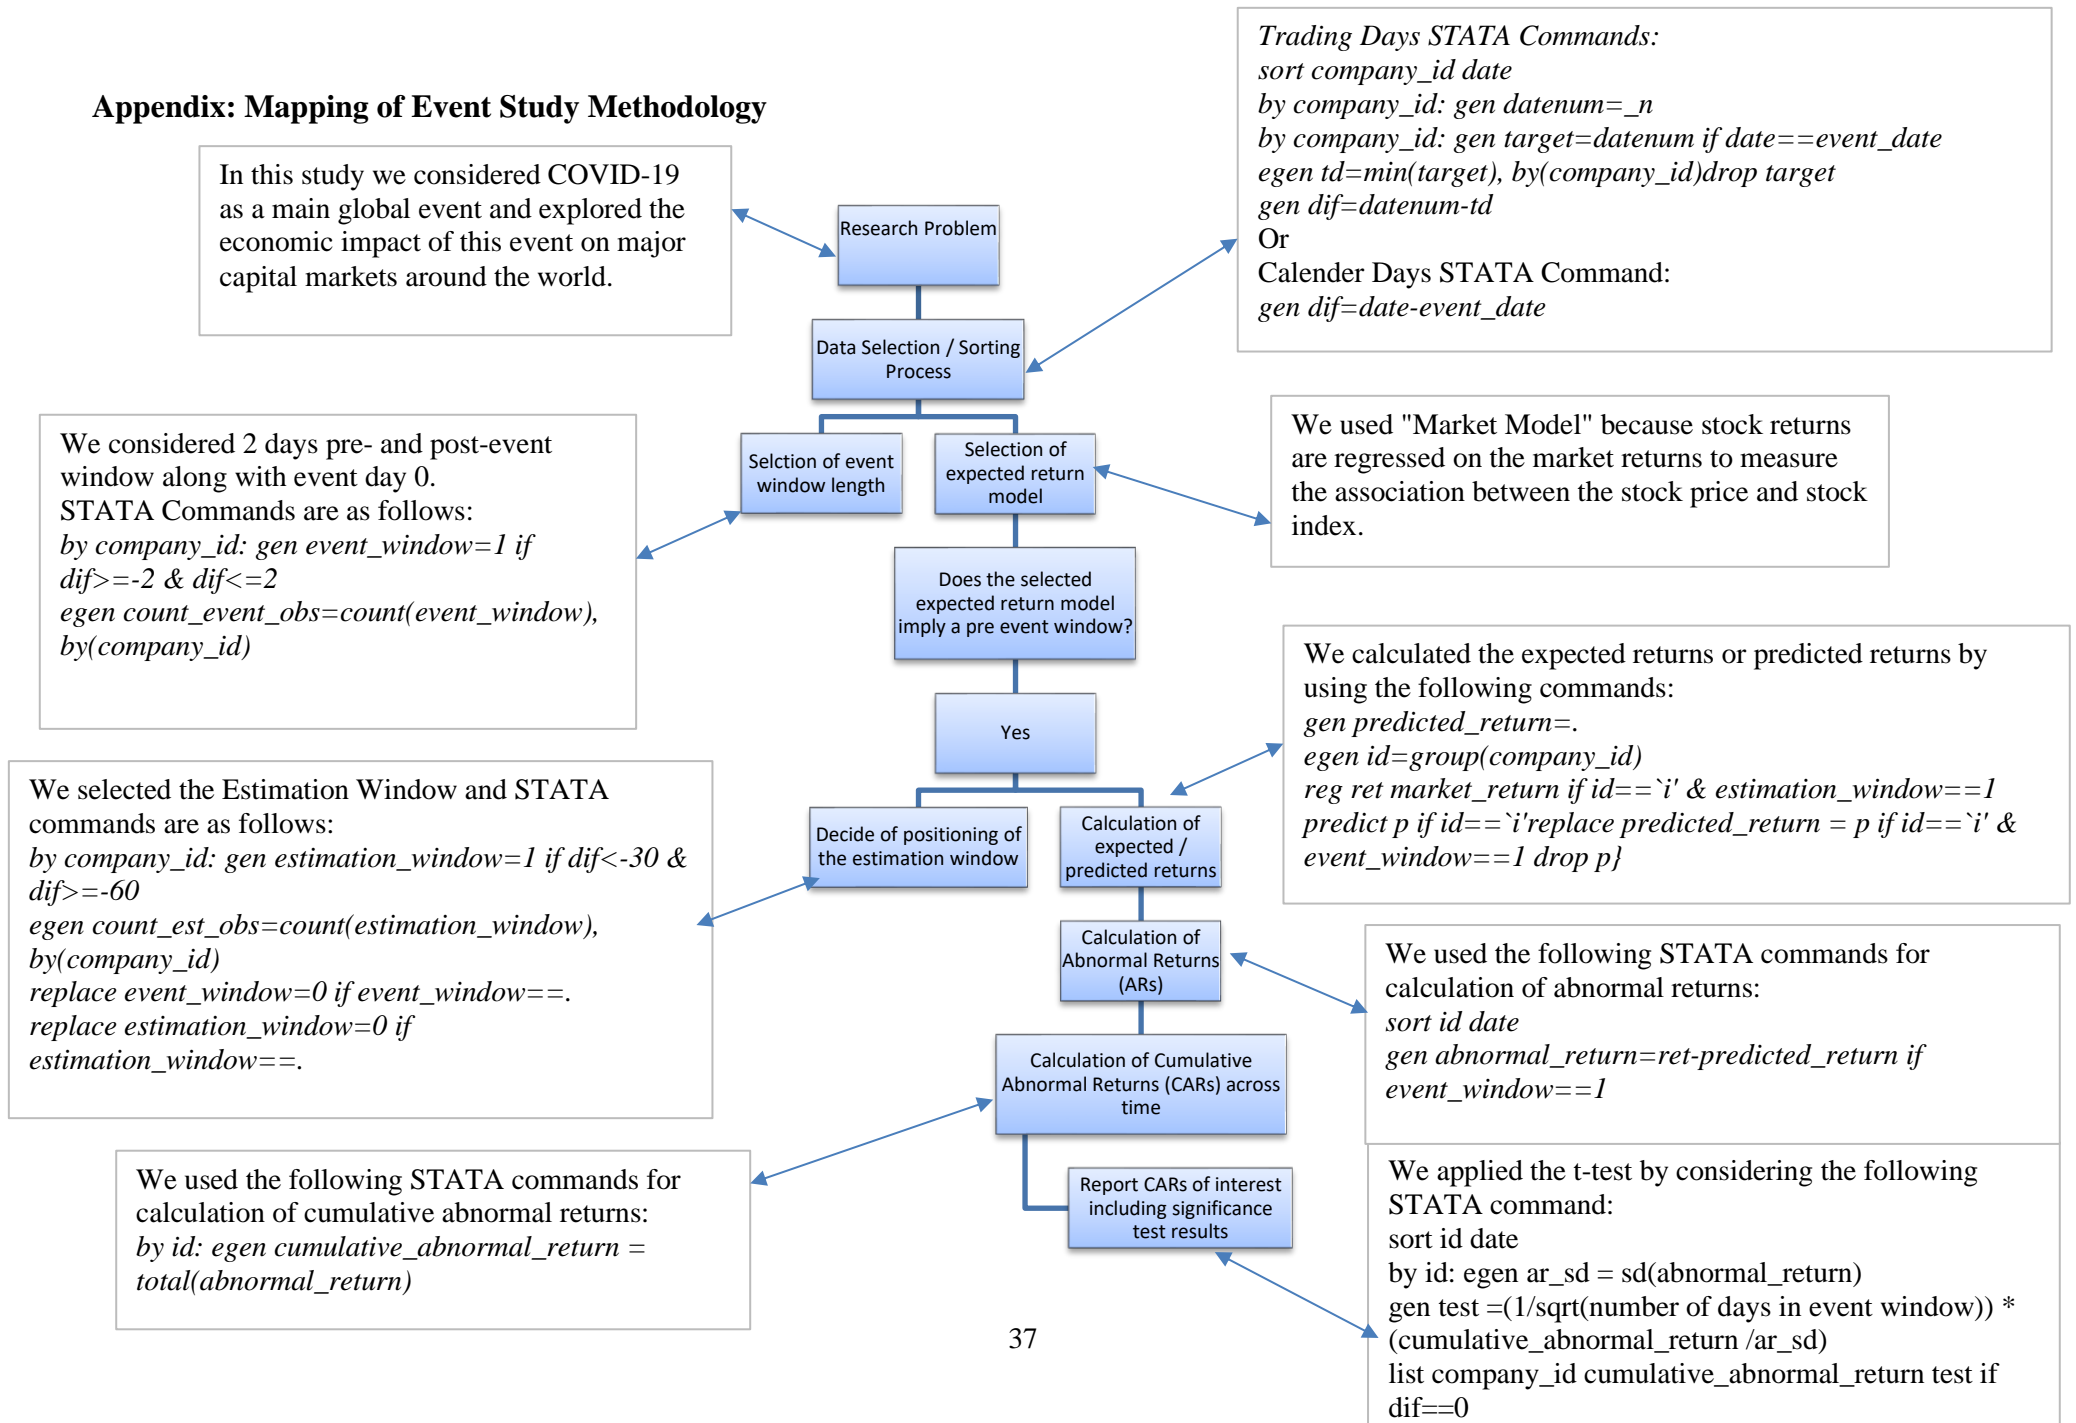 Appendix: Mapping of Event Study Methodology
In this study we considered COVID-19
as a main global event and explored the
economic impact of this event on major
capital markets around the world.
Research Problem
Trading Days STATA Commands:
sort company_id date
by company_id: gen datenum=_n
by company_id: gen target=datenum if date==event_date
egen td=min(target), by(company_id)drop target
gen dif=datenum-td
Or
Calender Days STATA Command:
gen dif=date-event_date
Data Selection / Sorting
Process
We considered 2 days pre- and post-event
window along with event day 0.
STATA Commands are as follows:
by company_id: gen event_window=1 if
dif>=-2 & dif<=2
egen count_event_obs=count(event_window),
by(company_id)
Selction of event
window length
Selection of
expected return
model
We used "Market Model" because stock returns
are regressed on the market returns to measure
the association between the stock price and stock
index.
Does the selected
expected return model
imply a pre event window?
Yes
We calculated the expected returns or predicted returns by
using the following commands:
gen predicted_return=.
egen id=group(company_id)
reg ret market_return if id==`i' & estimation_window==1
predict p if id==`i'replace predicted_return = p if id==`i' &
event_window==1 drop p}
We selected the Estimation Window and STATA
commands are as follows:
by company_id: gen estimation_window=1 if dif<-30 &
dif>=-60
egen count_est_obs=count(estimation_window),
by(company_id)
replace event_window=0 if event_window==.
replace estimation_window=0 if
estimation_window==.
Decide of positioning of
the estimation window
Calculation of
expected /
predicted returns
Calculation of
Abnormal Returns
(ARs)
We used the following STATA commands for
calculation of abnormal returns:
sort id date
gen abnormal_return=ret-predicted_return if
event_window==1
Calculation of Cumulative
Abnormal Returns (CARs) across
time
We used the following STATA commands for
calculation of cumulative abnormal returns:
by id: egen cumulative_abnormal_return =
total(abnormal_return)
Report CARs of interest
including significance
test results
We applied the t-test by considering the following
STATA command:
sort id date
by id: egen ar_sd = sd(abnormal_return)
gen test =(1/sqrt(number of days in event window)) *
(cumulative_abnormal_return /ar_sd)
list company_id cumulative_abnormal_return test if
dif==0
37